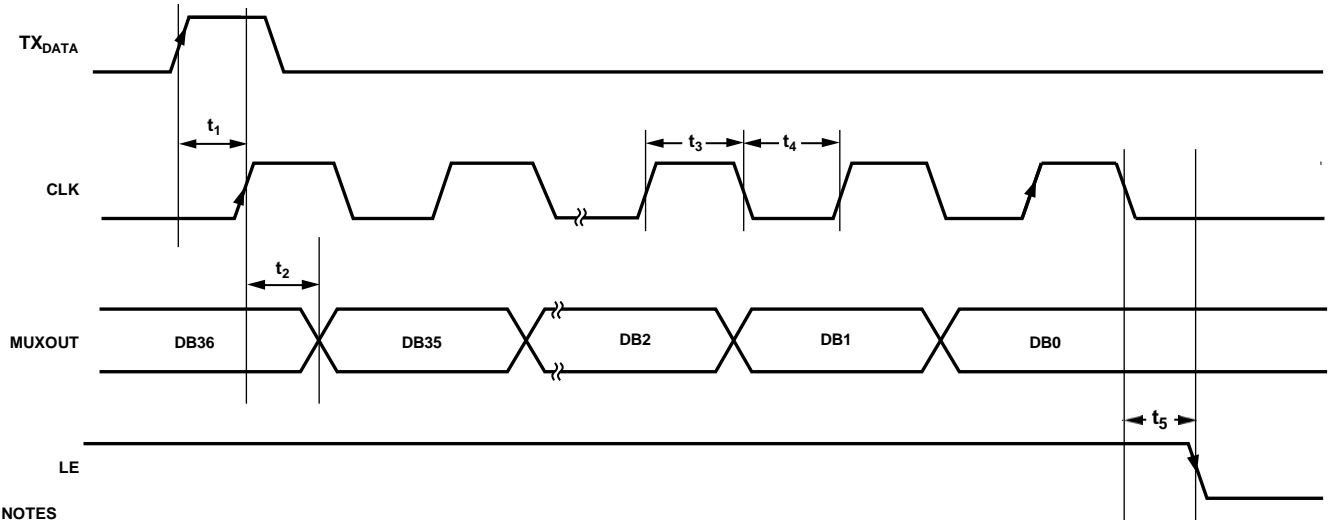 TXDATA
t1
CLK
t3
t4
t2
MUXOUT
DB36
DB35
DB2
DB1
DB0
t5
LE
NOTES